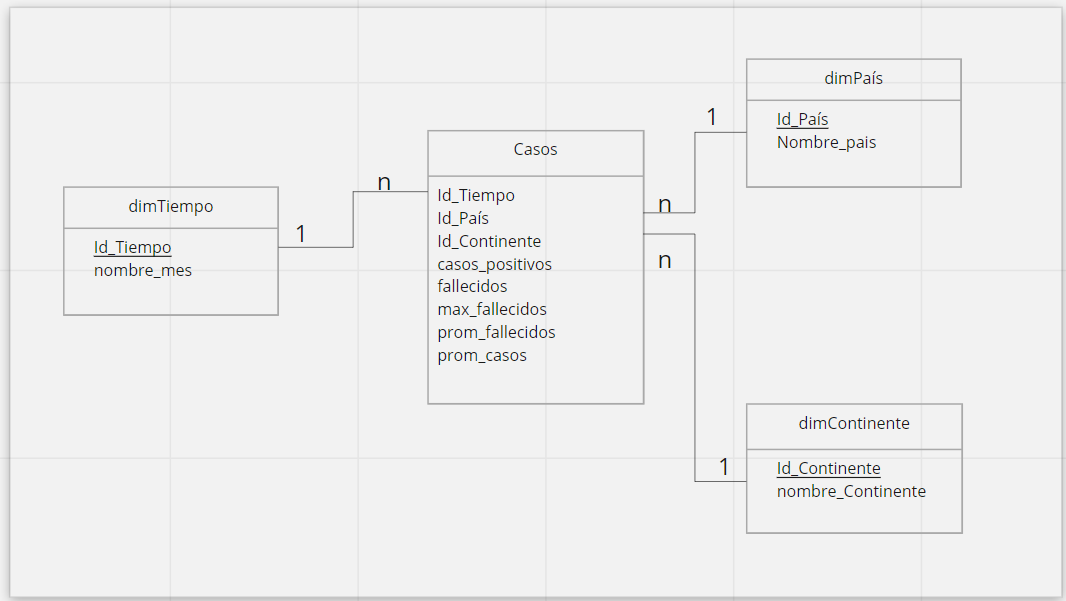 dimTiempo
Id_Tiempo
nombre_mes
1
n
Casos
Id_Tiempo
Id_País
Id_Continente
casos_positivos
fallecidos
max_fallecidos
prom_fallecidos
prom_casos
n
1
dimPaís
Id_País
Nombre_pais
n
1
dimContinente
Id_Continente
nombre_Continente